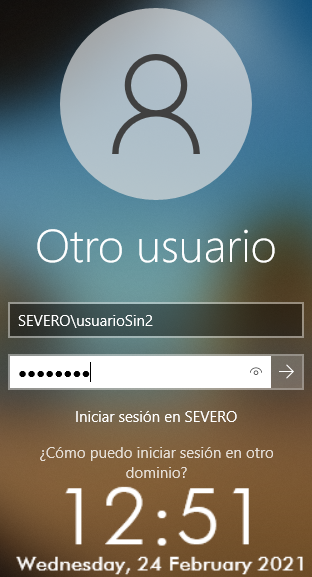 Otro usuario
SEVERO\usuarioSin2
●●●●●●●●
Iniciar sesión en SEVERO
¿Cómo puedo iniciar sesión en otro
dominio?
12:51
Wednesday, 24 February 2021